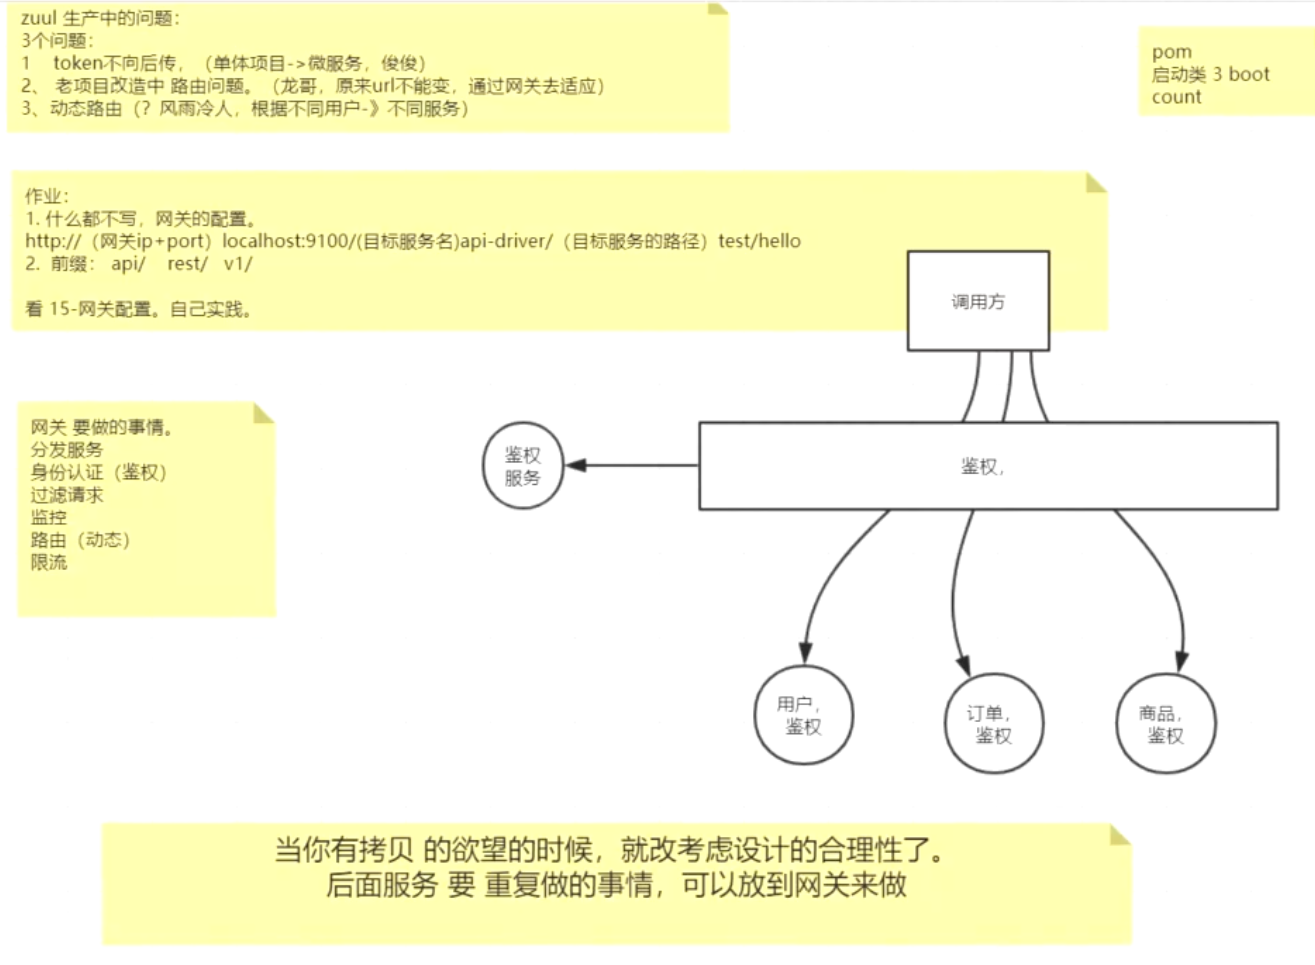 zuul 生产中的问题：
3个问题：
1 token不向后传，（单体项目->微服务，俊俊）
2、 老项目改造中 路由问题。（龙哥，原来url不能变，通过网关去适应）
3、动态路由（？风雨冷人，根据不同用户-》不同服务）
pom
启动类 3 boot
count
作业：
1. 什么都不写，网关的配置。
http://（网关ip+port）localhost:9100/(目标服务名)api-driver/（目标服务的路径）test/hello
2. 前缀： api/ rest/ v1/
看 15-网关配置。自己实践。
调用方
网关 要做的事情。
分发服务
身份认证（鉴权）
过滤请求
监控
路由（动态）
限流
鉴权
服务
鉴权，
用户，
鉴权
订单，
鉴权
商品，
鉴权
当你有拷贝 的欲望的时候，就改考虑设计的合理性了。
后面服务 要 重复做的事情，可以放到网关来做